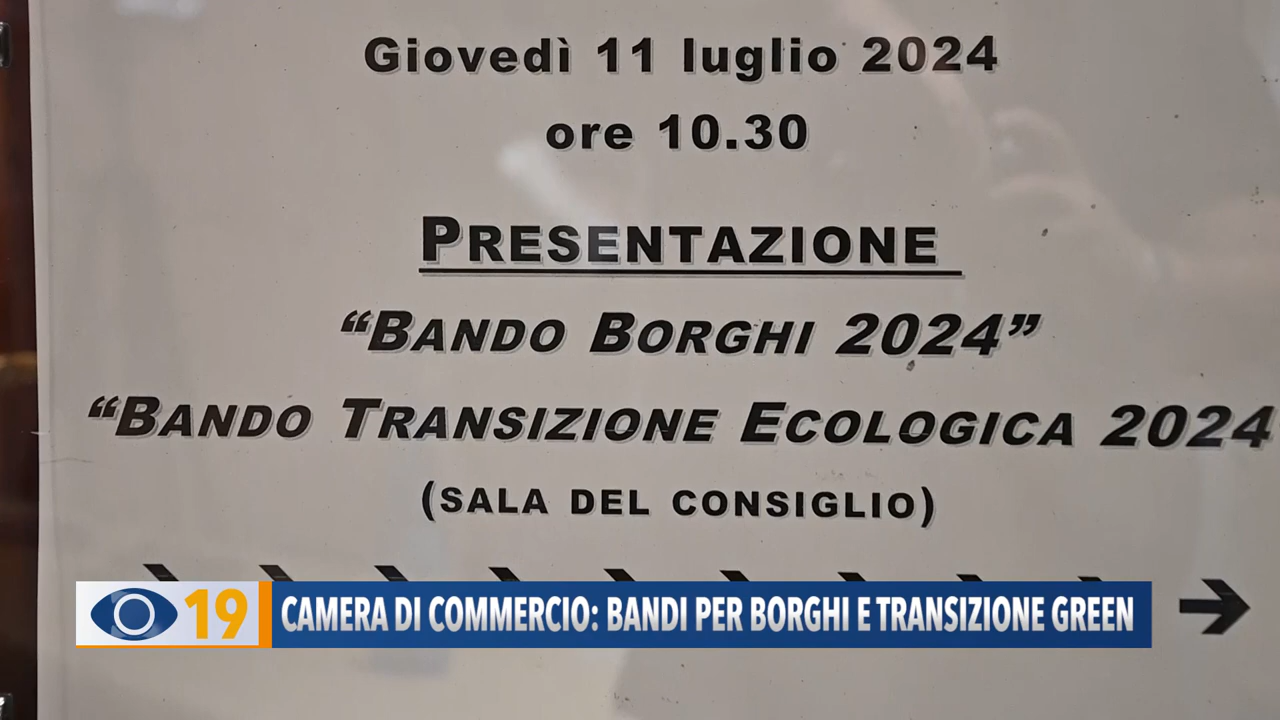 Giovedì 11 luglio 2024
ore 10.30
PRESENTAZIONE
“BANDO BORGHI 2024”
“BANDO TRANSIZIONE ECOLOGICA 2024
(SALA DEL CONSIGLIO)
19 CAMERA DI COMMERCIO: BANDI PER BORGHI E TRANSIZIONE GREEN